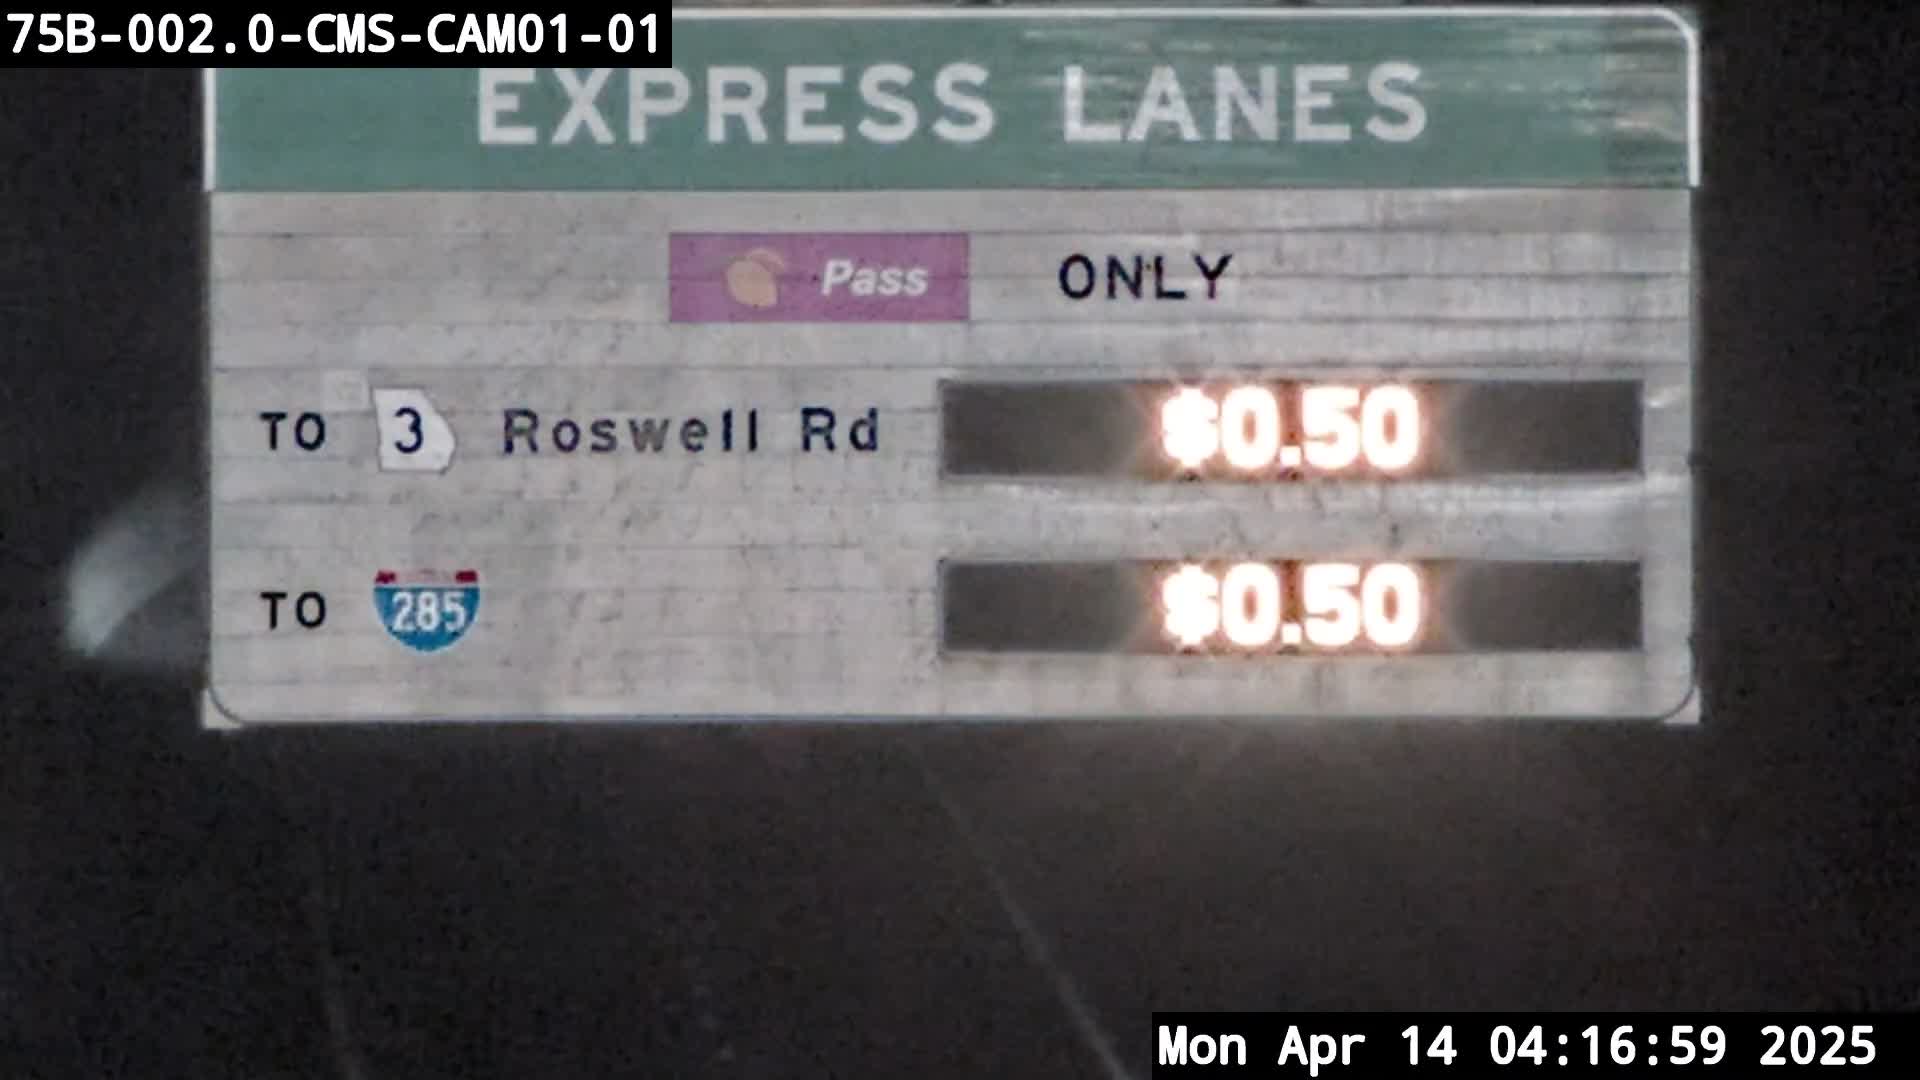 75B-002.0-CMS-CAM01-01
EXPRESS LANES
Pass ONLY
TO 3 Roswell Rd $0.50
TO 285 $0.50
Mon Apr 14 04:16:59 2025